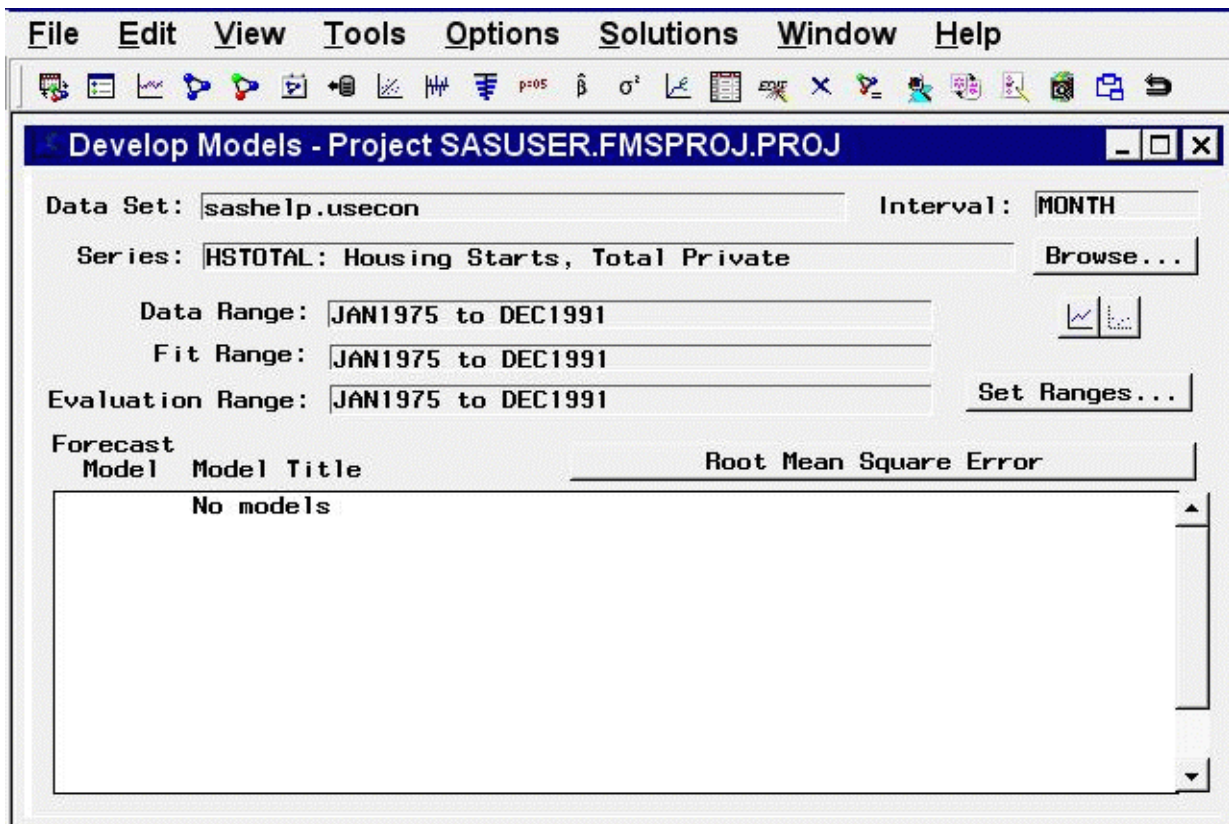 File Edit View Tools Options Solutions Window Help
p=05 β̂ σ²
Develop Models - Project SASUSER.FMSPROJ.PROJ
Data Set: sashelp.usecon Interval: MONTH
Series: HSTOTAL: Housing Starts, Total Private Browse...
Data Range: JAN1975 to DEC1991
Fit Range: JAN1975 to DEC1991
Evaluation Range: JAN1975 to DEC1991 Set Ranges...
Forecast
Model Model Title Root Mean Square Error
No models